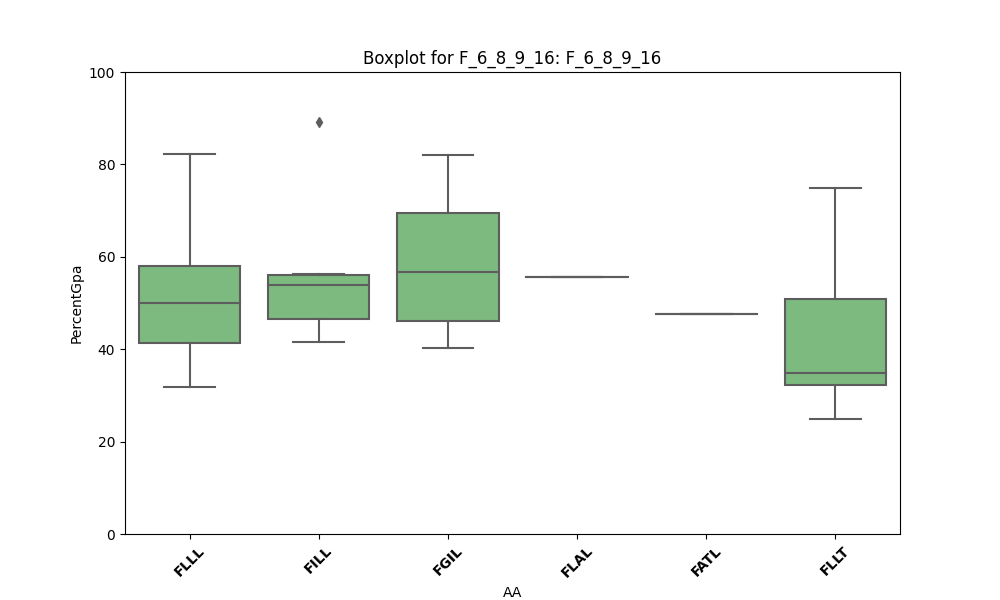 Boxplot for F_6_8_9_16: F_6_8_9_16
100
80
60
40
20
0
PercentGpa
FLLL
FILL
FGIL
FLAL
FATL
FLLT
AA